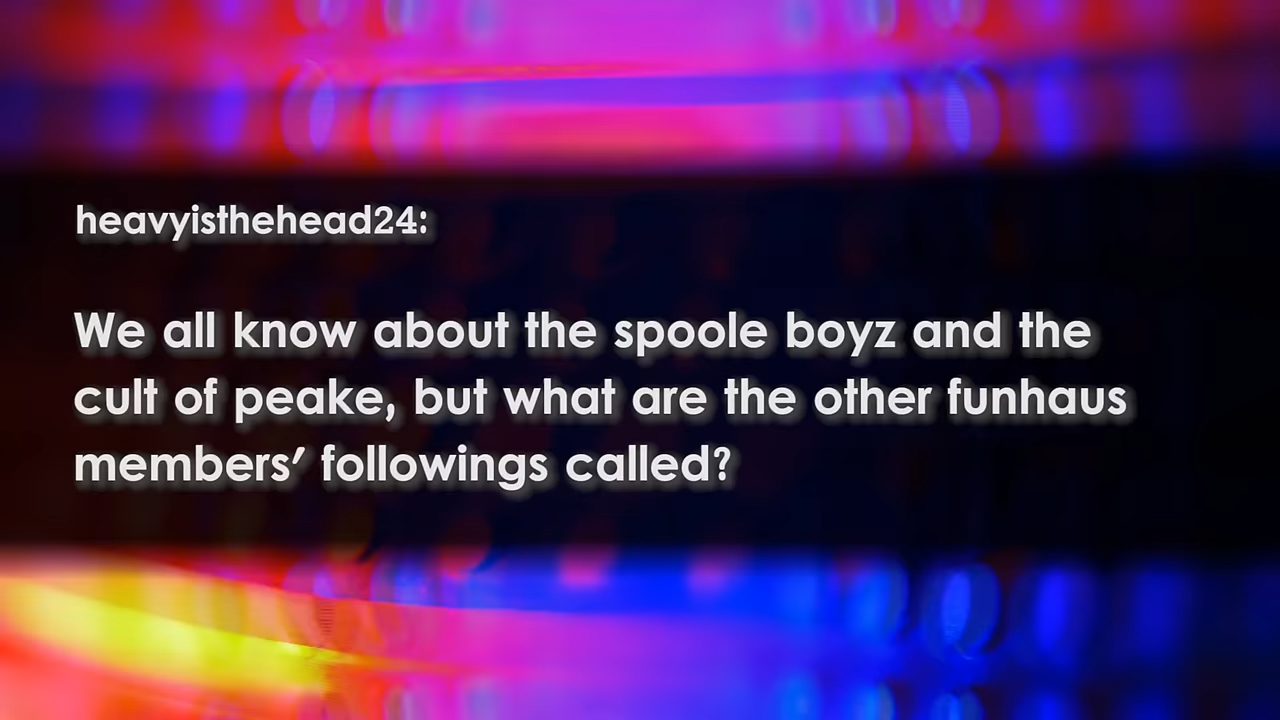 heavyisthehead24:
We all know about the spoole boyz and the
cult of peake, but what are the other funhaus
members’ followings called?